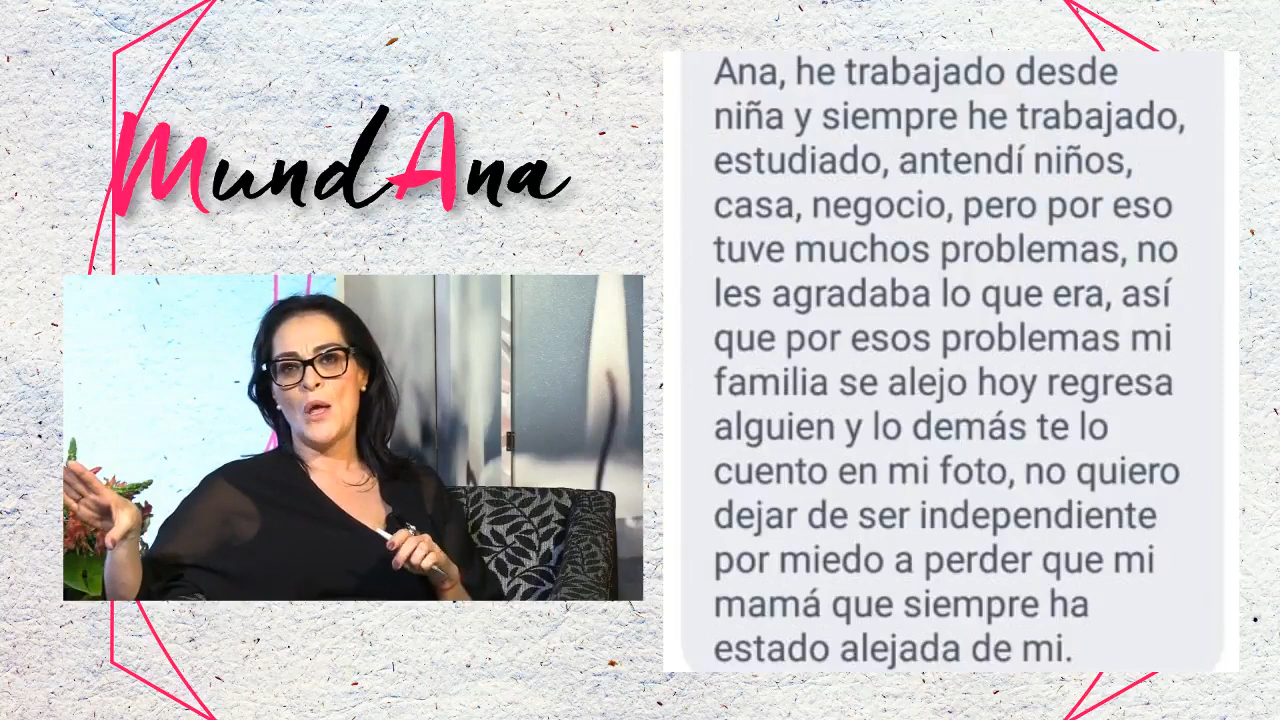 MundAna
Ana, he trabajado desde
niña y siempre he trabajado,
estudiado, antendí niños,
casa, negocio, pero por eso
tuve muchos problemas, no
les agradaba lo que era, así
que por esos problemas mi
familia se alejo hoy regresa
alguien y lo demás te lo
cuento en mi foto, no quiero
dejar de ser independiente
por miedo a perder que mi
mamá que siempre ha
estado alejada de mi.